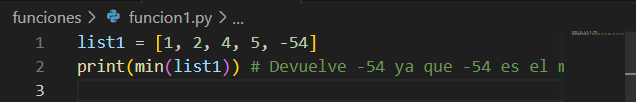 funciones > funcion1.py > ...
1 list1 = [1, 2, 4, 5, -54]
2 print(min(list1)) # Devuelve -54 ya que -54 es el
3